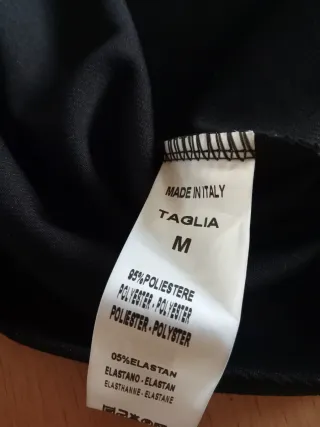 MADE IN ITALY
TAGLIA
M
95%POLIESTERE
POLYESTER - POLYESTER
POLIESTER - POLYSTER
05%ELASTAN
ELASTANO - ELASTAN
ELASTHANNE - ELASTANE